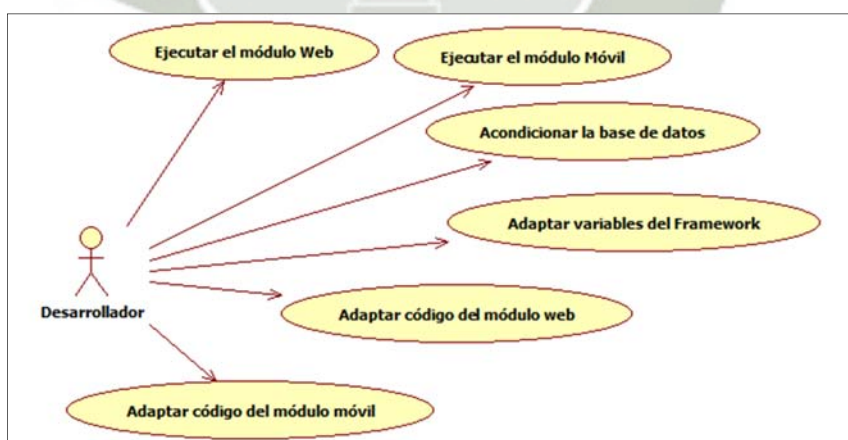 Ejecutar el módulo Web
Ejecutar el módulo Móvil
Acondicionar la base de datos
Adaptar variables del Framework
Desarrollador
Adaptar código del módulo web
Adaptar código del módulo móvil